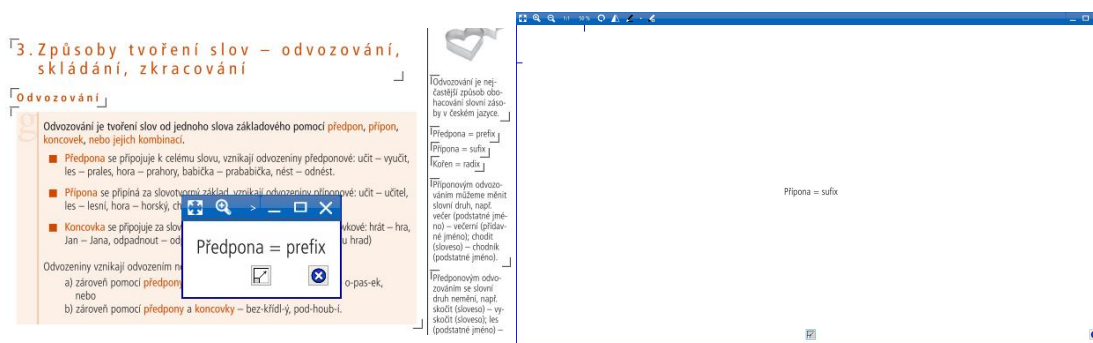 3. Způsoby tvoření slov – odvozování,
skládání, zkracování
Odvozování
Odvozování je tvoření slov od jednoho slova základového pomocí předpon, přípon,
koncovek, nebo jejich kombinací.
Předpona se připojuje k celému slovu, vznikají odvozeniny předponové: učit – vyučit,
les – prales, hora – prahory, babička – prababička, nést – odnést.
Přípona se připíná za slovotvorný základ, vznikají odvozeniny příponové: učit – učitel,
les – lesní, hora – horský, ch
Koncovka se připojuje za slov
vkové: hrát – hra,
Jan – Jana, odpadnout – od
u hrad)
Odvozeniny vznikají odvozením ne
a) zároveň pomocí předpony
o-pas-ek,
nebo
b) zároveň pomocí předpony a koncovky – bez-křídl-ý, pod-houb-í.
Předpona = prefix
Odvozování je nej-
častější způsob obo-
hacování slovní záso-
by v českém jazyce.
Předpona = prefix
Přípona = sufix
Kořen = radix
Příponovým odvozo-
váním můžeme měnit
slovní druh, např.
večer (podstatné jmé-
no) – večerní (přídav-
né jméno); chodit
(sloveso) – chodník
(podstatné jméno).
Předponovým odvo-
zováním se slovní
druh nemění, např.
skočit (sloveso) – vy-
skočit (sloveso); les
(podstatné jméno) –
1:1 50 %
Přípona = sufix